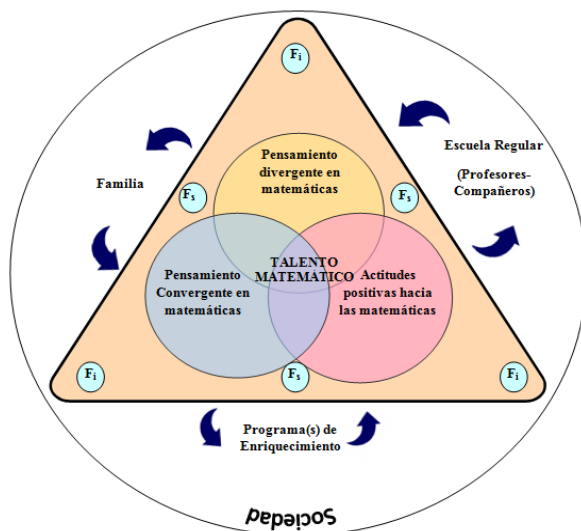 Fi
Escuela Regular
(Profesores-
Compañeros)
Pensamiento
divergente en
matemáticas
Familia
Fs
Fs
TALENTO
MATEMÁTICO
Pensamiento
Convergente en
matemáticas
Actitudes
positivas hacia
las matemáticas
Fi
Fs
Fi
Programa(s) de
Enriquecimiento
Sociedad